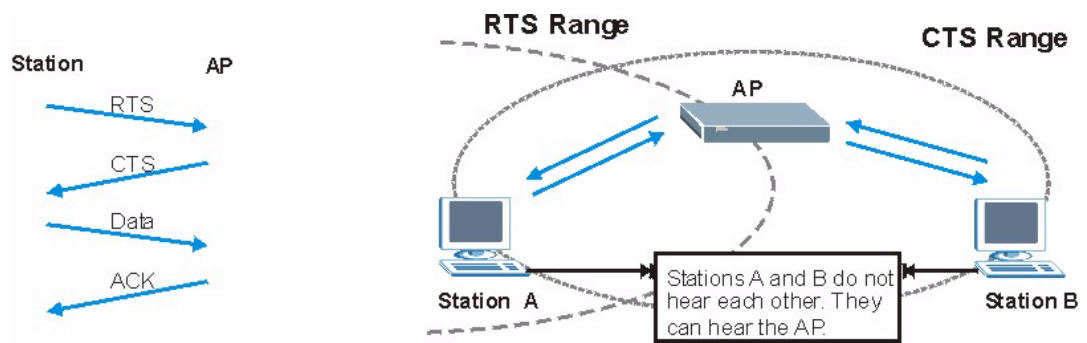 Station
AP
RTS
CTS
Data
ACK
RTS Range
CTS Range
AP
Station A
Station B
Stations A and B do not
hear each other. They
can hear the AP.